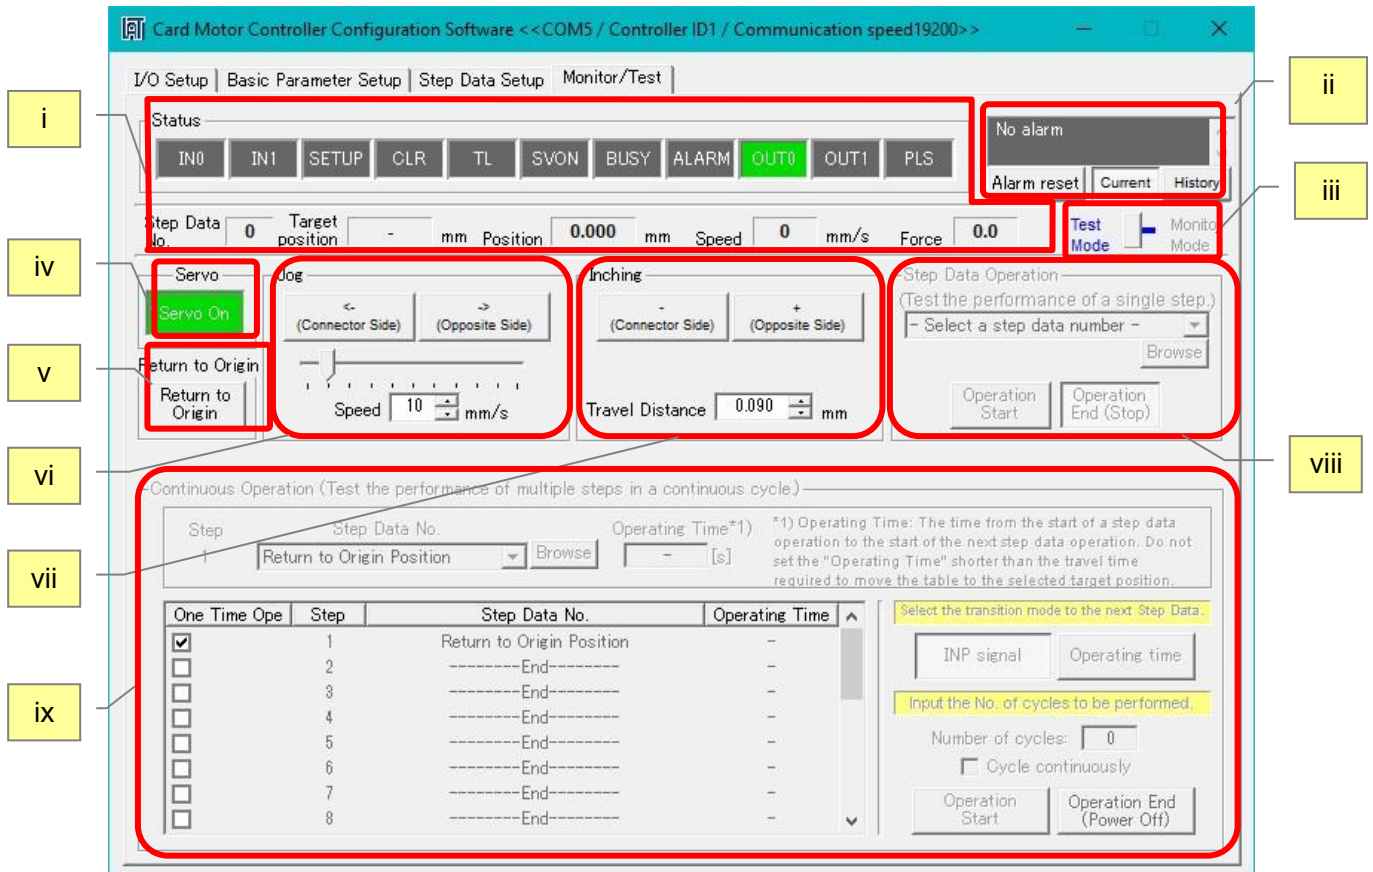 Card Motor Controller Configuration Software <<COM5 / Controller ID1 / Communication speed19200>>
I/O Setup Basic Parameter Setup Step Data Setup Monitor/Test
i
ii
iii
iv
v
vi
vii
viii
ix
Status
IN0 IN1 SETUP CLR TL SVON BUSY ALARM OUT0 OUT1 PLS
No alarm
Alarm reset Current History
Step Data No. 0 Target position - mm Position 0.000 mm Speed 0 mm/s Force 0.0
Test Mode Monito Mode
Servo
Servo On
Return to Origin
Return to
Origin
Jog
<-
(Connector Side)
->
(Opposite Side)
Speed 10 mm/s
Inching
-
(Connector Side)
+
(Opposite Side)
Travel Distance 0.090 mm
Step Data Operation
(Test the performance of a single step.)
- Select a step data number -
Browse
Operation
Start
Operation
End (Stop)
Continuous Operation (Test the performance of multiple steps in a continuous cycle.)
Step Step Data No. Operating Time*1)
1 Return to Origin Position Browse - [s]
*1) Operating Time: The time from the start of a step data
operation to the start of the next step data operation. Do not
set the "Operating Time" shorter than the travel time
required to move the table to the selected target position.
One Time Ope Step Step Data No. Operating Time
1 Return to Origin Position -
2 --------End-------- -
3 --------End-------- -
4 --------End-------- -
5 --------End-------- -
6 --------End-------- -
7 --------End-------- -
8 --------End-------- -
Select the transition mode to the next Step Data.
INP signal Operating time
Input the No. of cycles to be performed.
Number of cycles: 0
Cycle continuously
Operation
Start
Operation End
(Power Off)